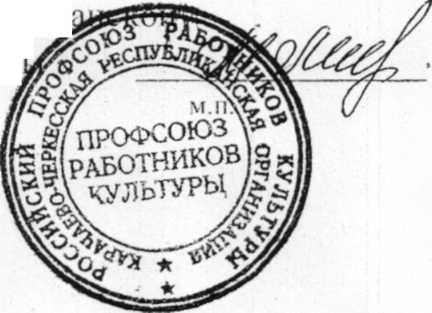 РОССИЙСКИЙ ПРОФСОЮЗ РАБОТНИКОВ КУЛЬТУРЫ
КАРАЧАЕВО-ЧЕРКЕССКАЯ РЕСПУБЛИКАНСКАЯ ОРГАНИЗАЦИЯ
М.П.
ПРОФСОЮЗ
РАБОТНИКОВ
КУЛЬТУРЫ